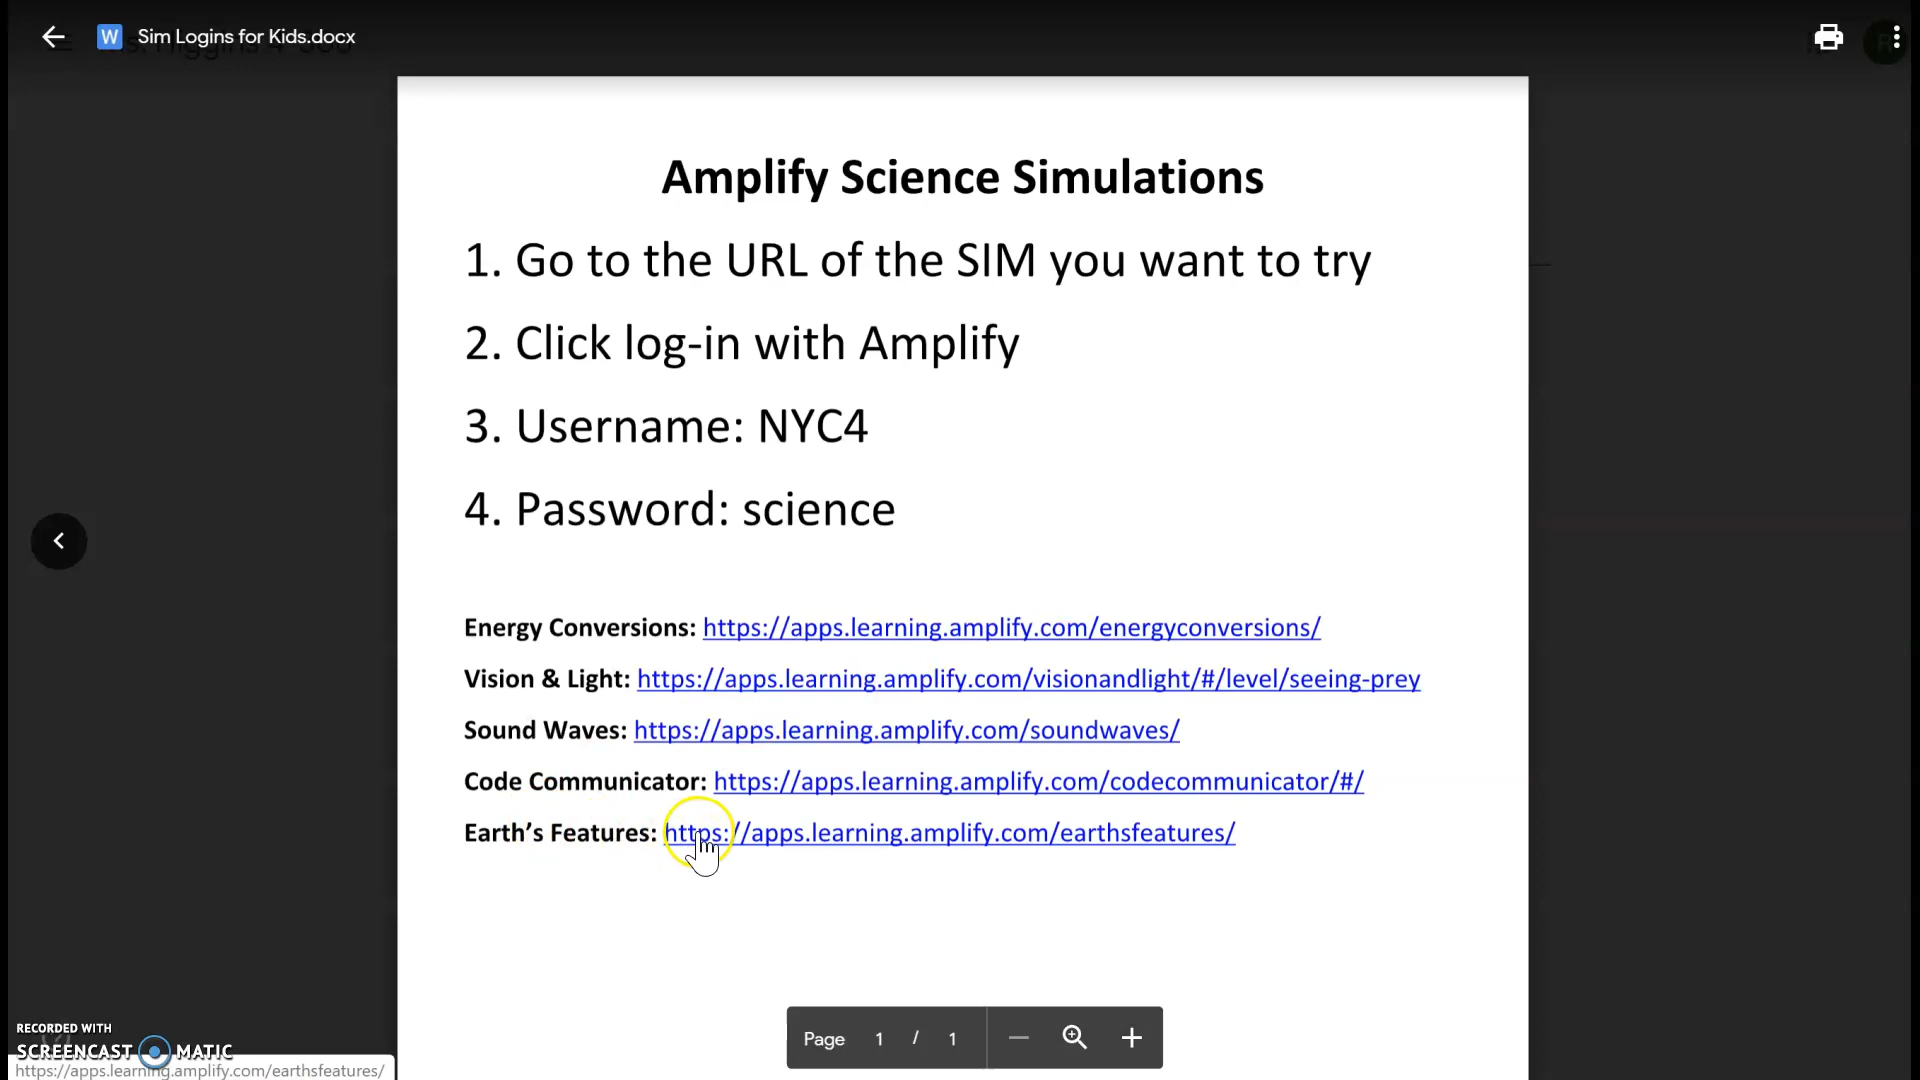 Sim Logins for Kids.docx
Amplify Science Simulations
1. Go to the URL of the SIM you want to try
2. Click log-in with Amplify
3. Username: NYC4
4. Password: science
Energy Conversions: https://apps.learning.amplify.com/energyconversions/
Vision & Light: https://apps.learning.amplify.com/visionandlight/#/level/seeing-prey
Sound Waves: https://apps.learning.amplify.com/soundwaves/
Code Communicator: https://apps.learning.amplify.com/codecommunicator/#/
Earth’s Features: https://apps.learning.amplify.com/earthsfeatures/
Page 1 / 1
RECORDED WITH
SCREENCAST MATIC
https://apps.learning.amplify.com/earthsfeatures/